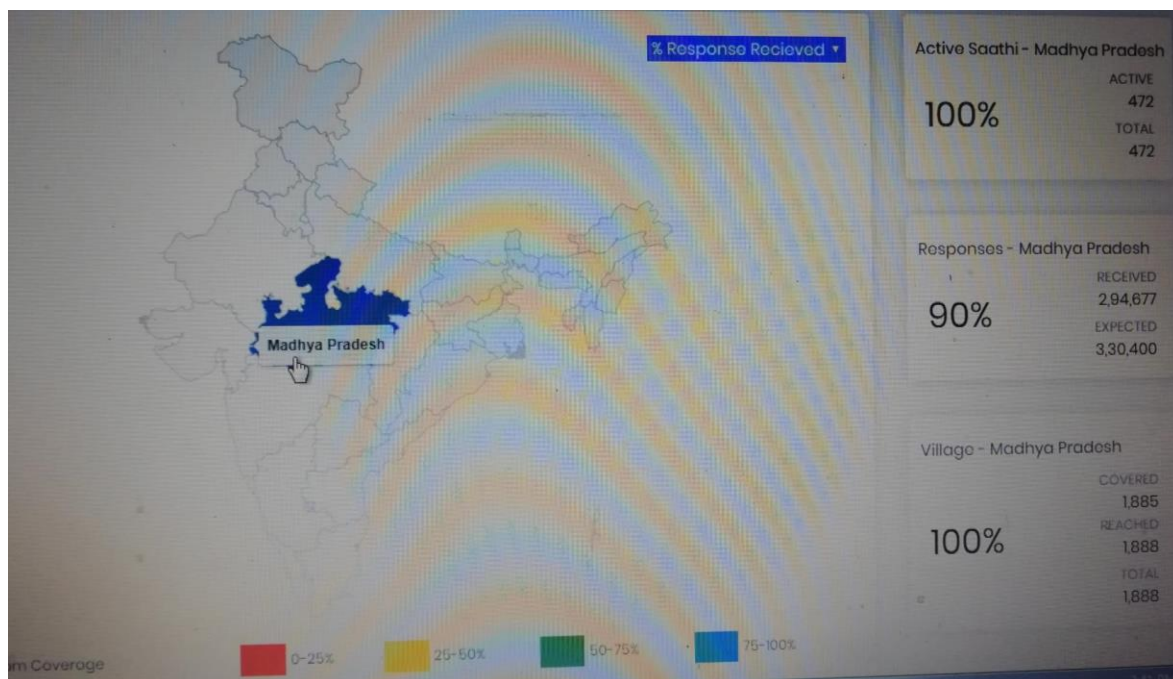 % Response Recieved ▾
Active Saathi - Madhya Pradesh
ACTIVE
472
100%
TOTAL
472
Responses - Madhya Pradesh
RECEIVED
2,94,677
90%
EXPECTED
3,30,400
Madhya Pradesh
Village - Madhya Pradesh
COVERED
1,885
REACHED
1,888
100%
TOTAL
1,888
0-25%
25-50%
50-75%
75-100%
Coverage